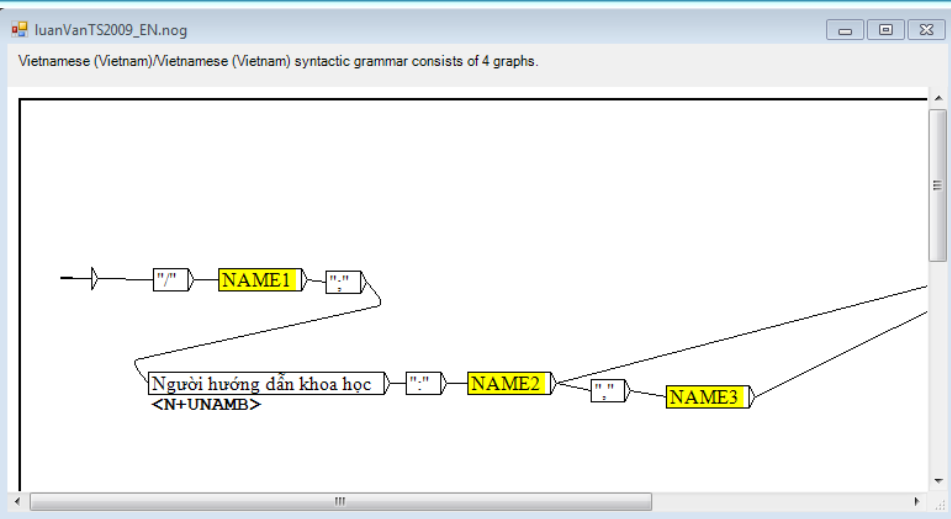 luanVanTS2009_EN.nog
Vietnamese (Vietnam)/Vietnamese (Vietnam) syntactic grammar consists of 4 graphs.
"/" NAME1 ";"
Người hướng dẫn khoa học ":" NAME2 "," NAME3
<N+UNAMB>